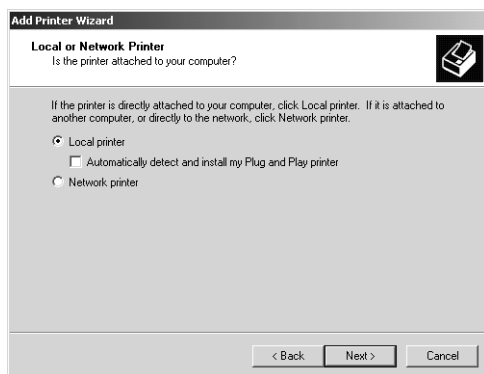 Add Printer Wizard
Local or Network Printer
Is the printer attached to your computer?
If the printer is directly attached to your computer, click Local printer. If it is attached to
another computer, or directly to the network, click Network printer.
Local printer
Automatically detect and install my Plug and Play printer
Network printer
< Back Next > Cancel